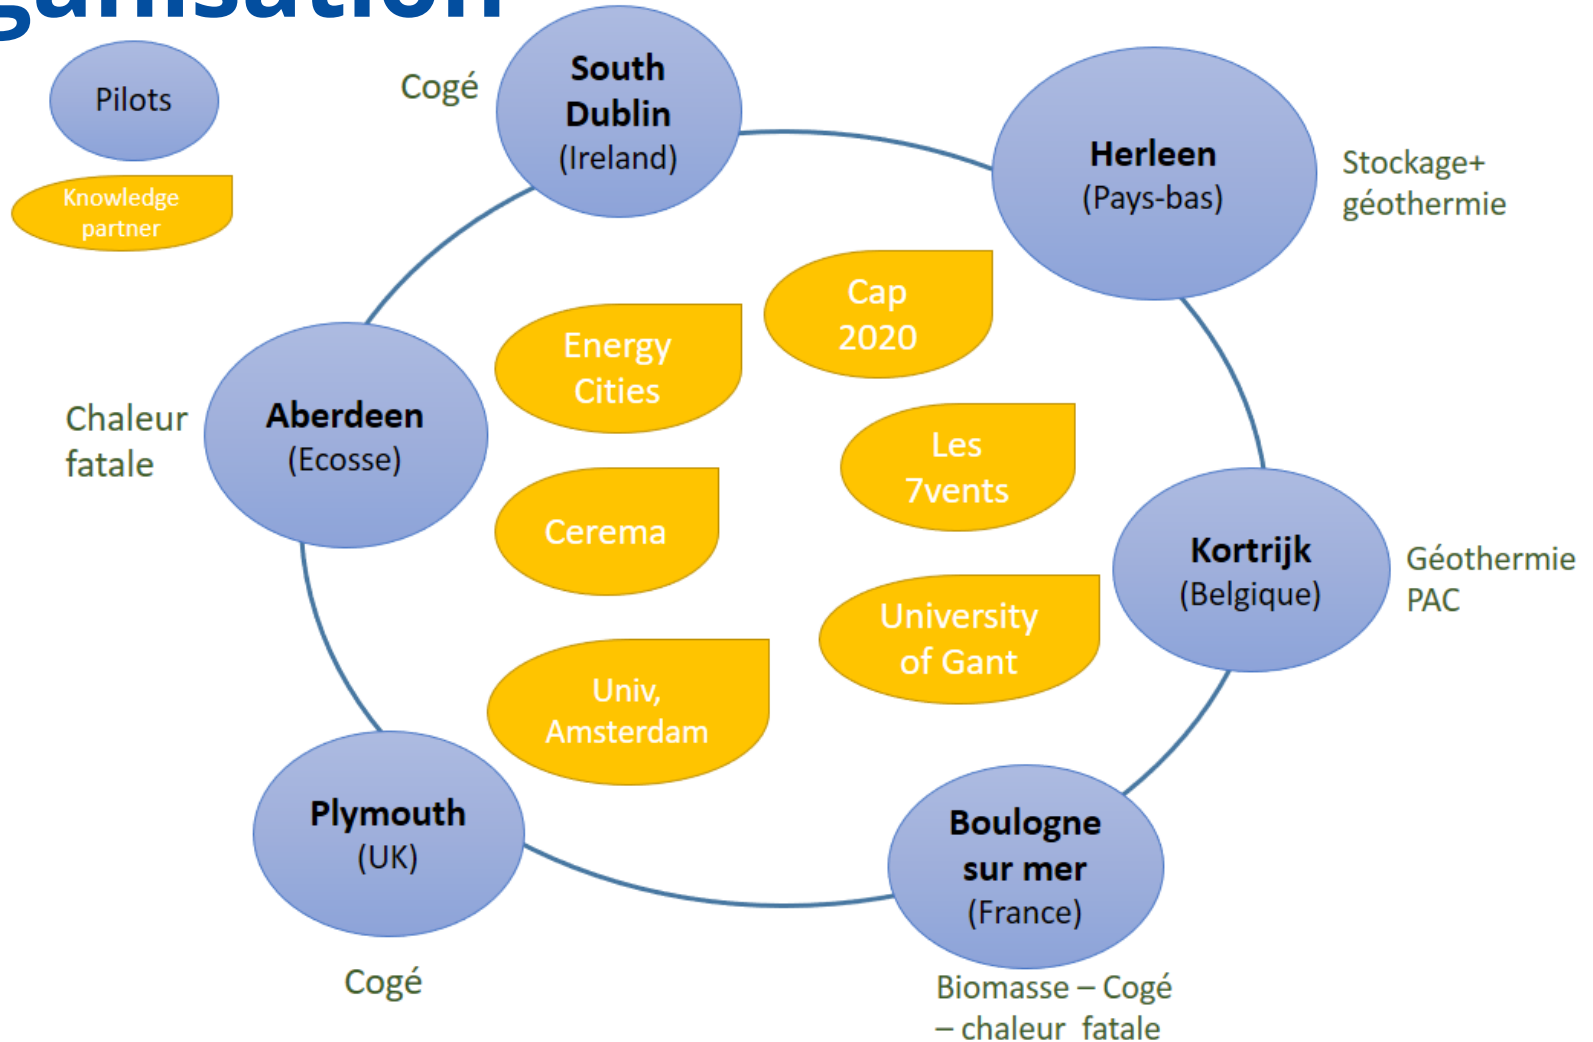 ganisation
Pilots
Knowledge
partner
Cogé
South
Dublin
(Ireland)
Herleen
(Pays-bas)
Stockage+
géothermie
Cap
2020
Energy
Cities
Chaleur
fatale
Aberdeen
(Ecosse)
Les
7vents
Cerema
Kortrijk
(Belgique)
Géothermie
PAC
University
of Gant
Univ,
Amsterdam
Plymouth
(UK)
Cogé
Boulogne
sur mer
(France)
Biomasse – Cogé
– chaleur fatale